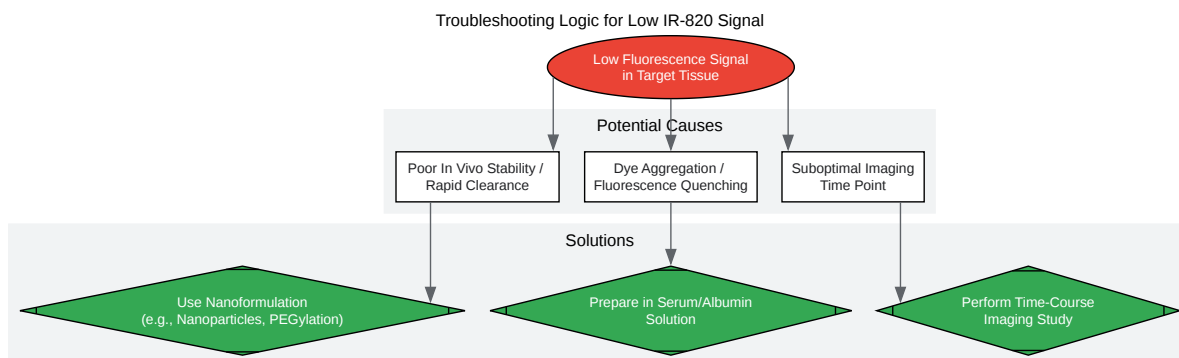 Troubleshooting Logic for Low IR-820 Signal
Low Fluorescence Signal
in Target Tissue
Potential Causes
Poor In Vivo Stability /
Rapid Clearance
Dye Aggregation /
Fluorescence Quenching
Suboptimal Imaging
Time Point
Solutions
Use Nanoformulation
(e.g., Nanoparticles, PEGylation)
Prepare in Serum/Albumin
Solution
Perform Time-Course
Imaging Study